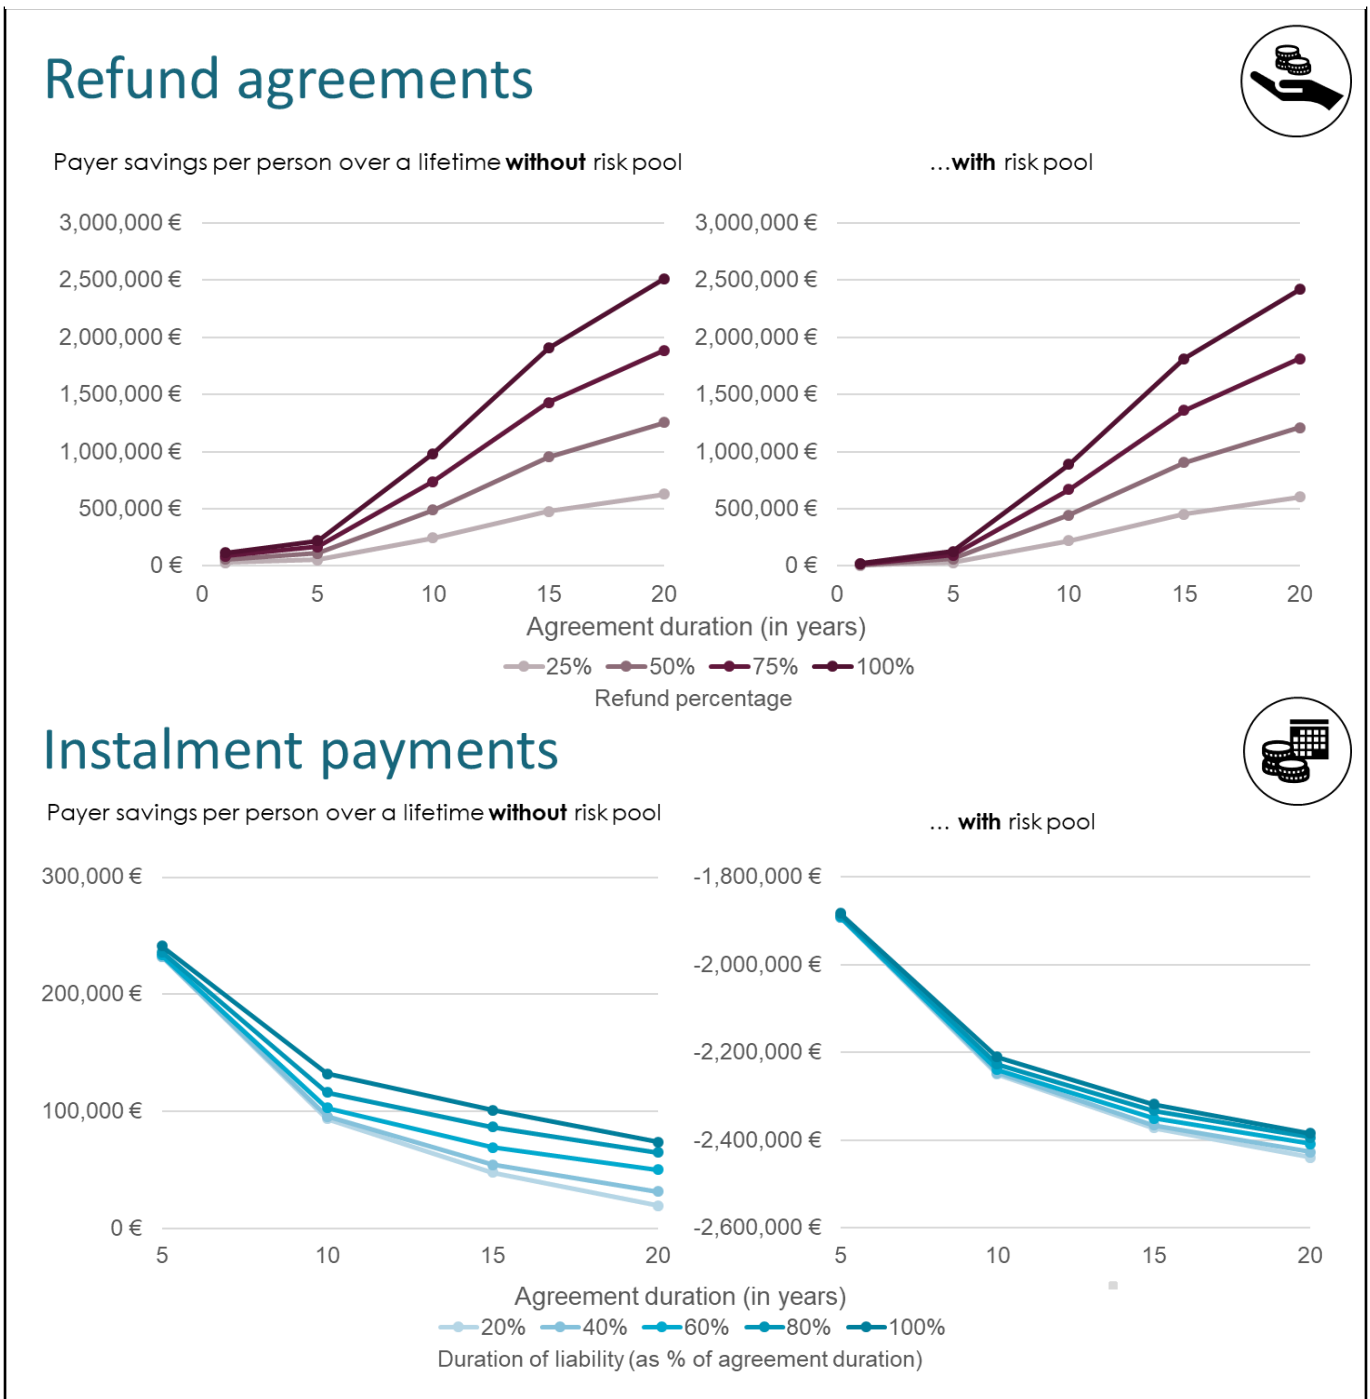 Refund agreements
Payer savings per person over a lifetime without risk pool
...with risk pool
3,000,000 €
2,500,000 €
2,000,000 €
1,500,000 €
1,000,000 €
500,000 €
0 €
0 5 10 15 20
3,000,000 €
2,500,000 €
2,000,000 €
1,500,000 €
1,000,000 €
500,000 €
0 €
0 5 10 15 20
Agreement duration (in years)
25% 50% 75% 100%
Refund percentage
Instalment payments
Payer savings per person over a lifetime without risk pool
... with risk pool
300,000 €
200,000 €
100,000 €
0 €
5 10 15 20
-1,800,000 €
-2,000,000 €
-2,200,000 €
-2,400,000 €
-2,600,000 €
5 10 15 20
Agreement duration (in years)
20% 40% 60% 80% 100%
Duration of liability (as % of agreement duration)